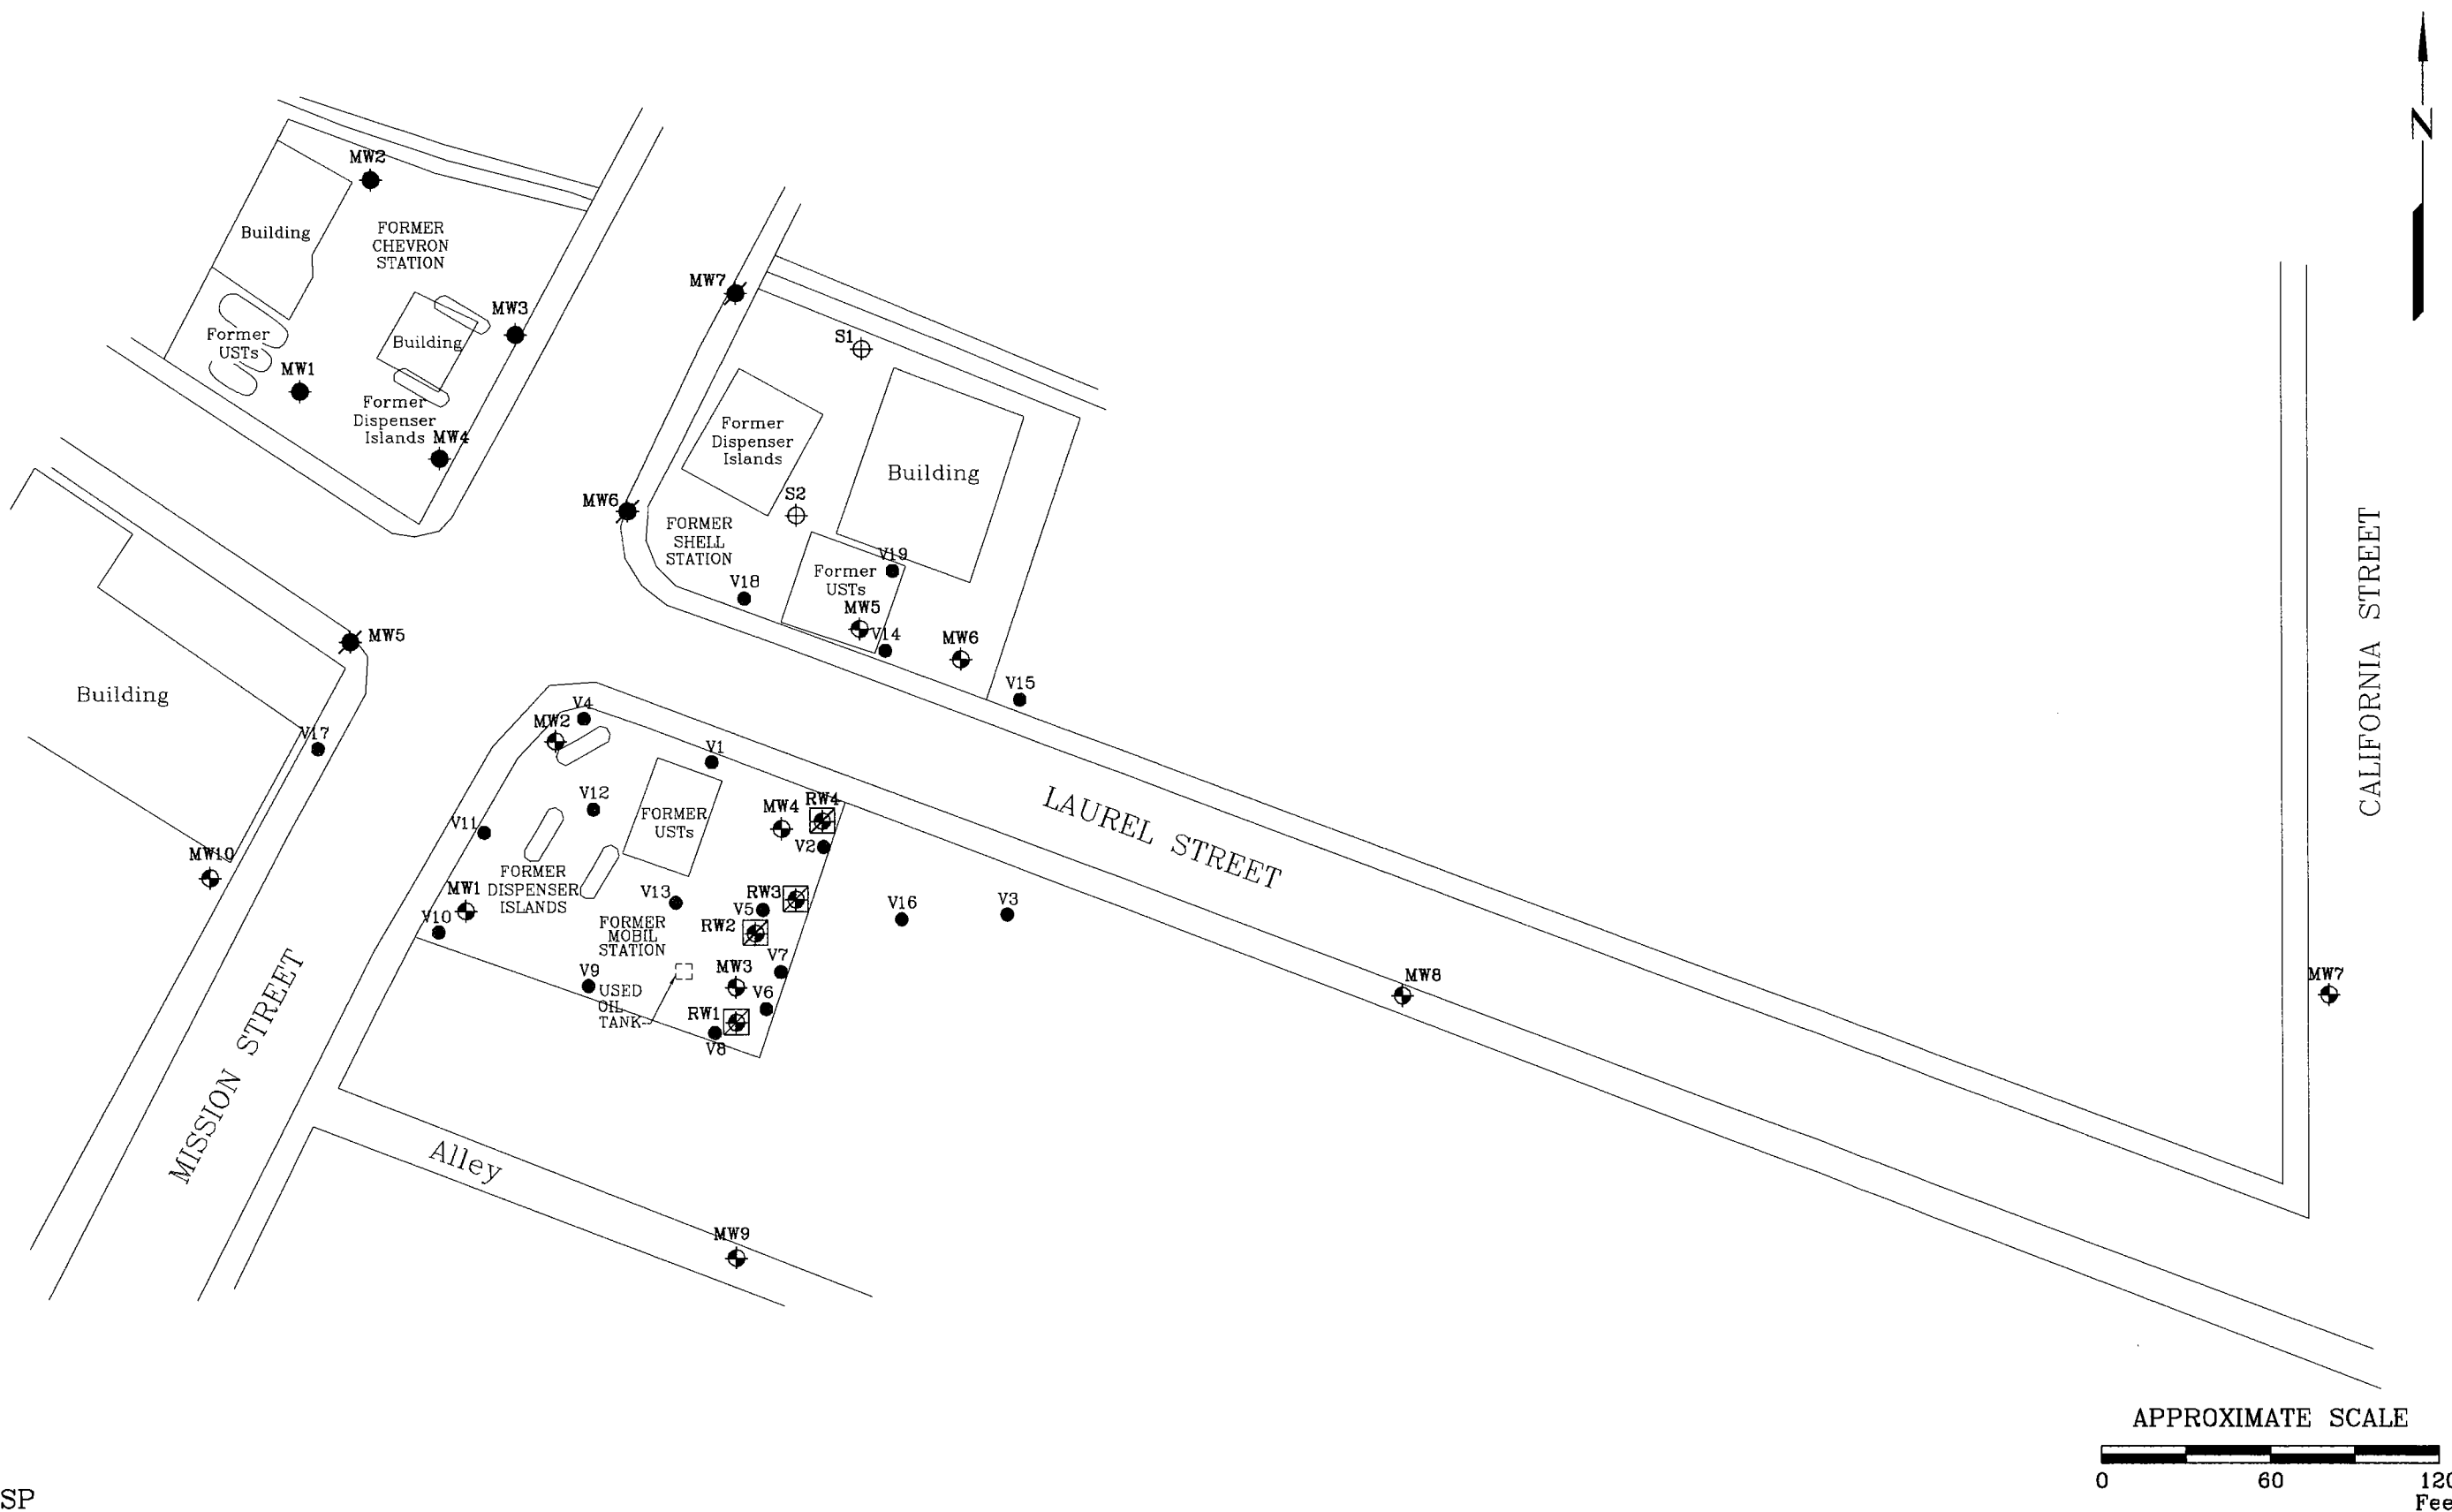 N
MW2
Building
FORMER
CHEVRON
STATION
MW3
Former
USTs
Building
MW1
Former
Dispenser
Islands
MW4
MW7
S1
Former
Dispenser
Islands
Building
S2
MW6
FORMER
SHELL
STATION
V19
Former
USTs
V18
MW5
V14
MW6
V15
MW5
Building
V17
MW10
V4
MW2
V1
V12
V11
FORMER
USTs
MW4
RW4
V2
FORMER
DISPENSER
ISLANDS
MW1
V10
V13
RW3
V5
RW2
FORMER
MOBIL
STATION
V16
V3
V7
MW3
V9
USED
OIL
TANK
V6
RW1
V8
LAUREL STREET
CALIFORNIA STREET
MW8
MW7
MISSION STREET
Alley
MW9
APPROXIMATE SCALE
0 60 120
Fee
SP